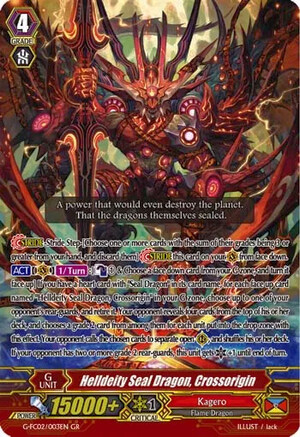 4
GRADE
A power that would even destroy the planet.
That the dragons themselves sealed.
STRIDE -Stride Step-[Choose one or more cards with the sum of their grades being 3 or
greater from your hand, and discard them] STRIDE this card on your (V) from face down.
ACT (V) 1/Turn & Choose a face down card from your G zone, and turn it
face up] If you have a heart card with "Seal Dragon" in its card name, for each face up card
named "Helldeity Seal Dragon, Crossorigin" in your G zone, choose up to one of your
opponent's rear-guards, and retire it. Your opponent reveals four cards from the top of his or her
deck, and chooses a grade 2 card from among them for each unit put into the drop zone with
this effect, Your opponent calls the chosen cards to separate open (R) and shuffles his or her deck. If
your opponent has two or more grade 2 rear-guards, this unit gets +1 until end of turn.
G
UNIT
Helldeity Seal Dragon, Crossorigin
POWER
15000+
1
CRITICAL
Kagero
Flame Dragon
G-FC02/003EN GR
ILLUST / lack